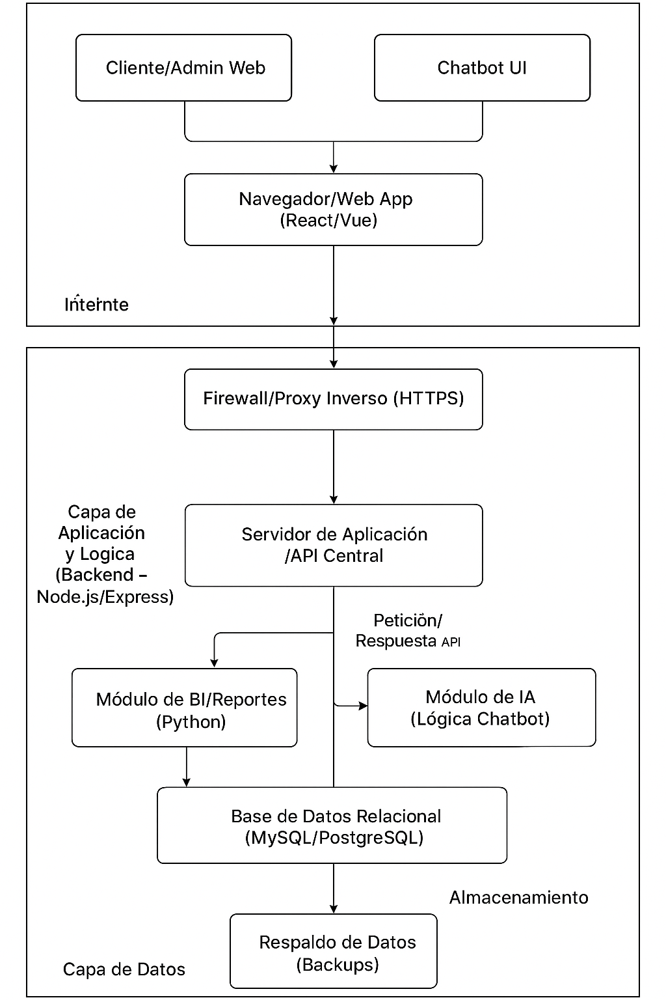 Cliente/Admin Web
Chatbot UI
Navegador/Web App
(React/Vue)
Inteinte
Firewall/Proxy Inverso (HTTPS)
Capa de
Aplicación
y Logica
(Backend –
Node.js/Express)
Servidor de Aplicación
/API Central
Petición/
Respuesta API
Módulo de BI/Reportes
(Python)
Módulo de IA
(Lógica Chatbot)
Base de Datos Relacional
(MySQL/PostgreSQL)
Almacenamiento
Respaldo de Datos
(Backups)
Capa de Datos